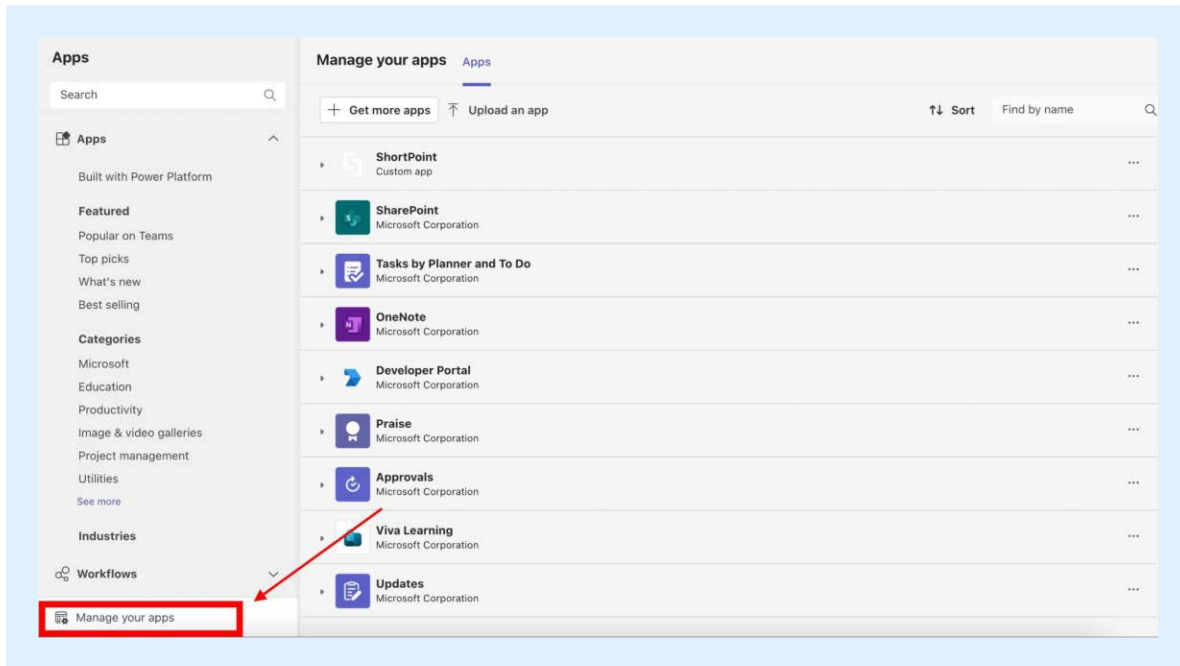 Apps
Search
Apps
Built with Power Platform
Featured
Popular on Teams
Top picks
What's new
Best selling
Categories
Microsoft
Education
Productivity
Image & video galleries
Project management
Utilities
See more
Industries
Workflows
Manage your apps
Manage your apps Apps
Get more apps Upload an app Sort Find by name
ShortPoint
Custom app
SharePoint
Microsoft Corporation
Tasks by Planner and To Do
Microsoft Corporation
OneNote
Microsoft Corporation
Developer Portal
Microsoft Corporation
Praise
Microsoft Corporation
Approvals
Microsoft Corporation
Viva Learning
Microsoft Corporation
Updates
Microsoft Corporation